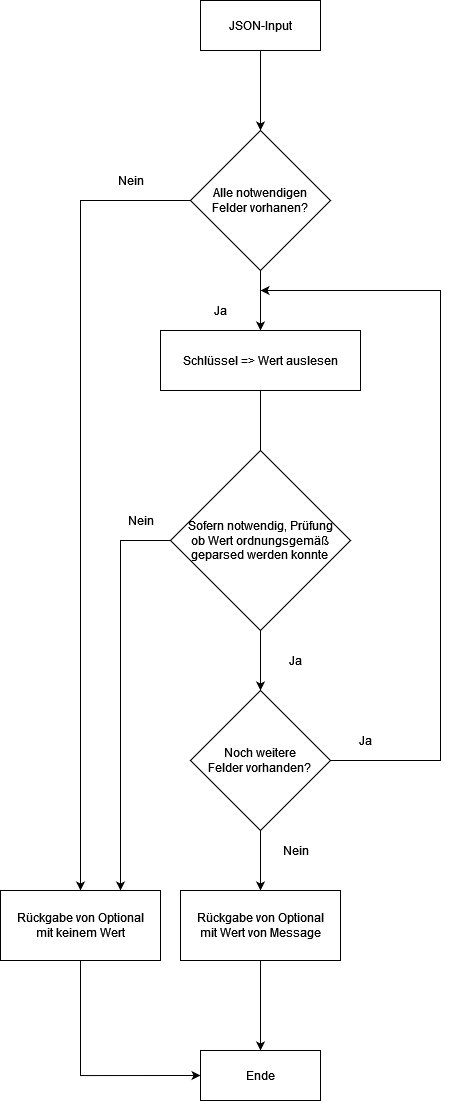 JSON-Input
Nein
Alle notwendigen
Felder vorhanen?
Ja
Schlüssel => Wert auslesen
Nein
Sofern notwendig, Prüfung
ob Wert ordnungsgemäß
geparsed werden konnte
Ja
Noch weitere
Felder vorhanden?
Ja
Nein
Rückgabe von Optional
mit keinem Wert
Rückgabe von Optional
mit Wert von Message
Ende